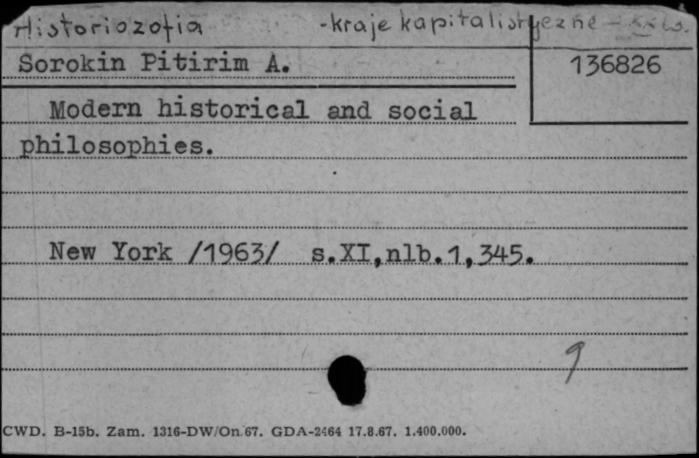 Historiozofia -kraje kapitalistyczne -
Sorokin Pitirim A. 136826
Modern historical and social
philosophies.
New York /1963/ s.XI,nlb.1,345.
9
CWD. B-15b. Zam. 1316-DW/On.67. GDA-2464 17.8.67. 1.400.000.